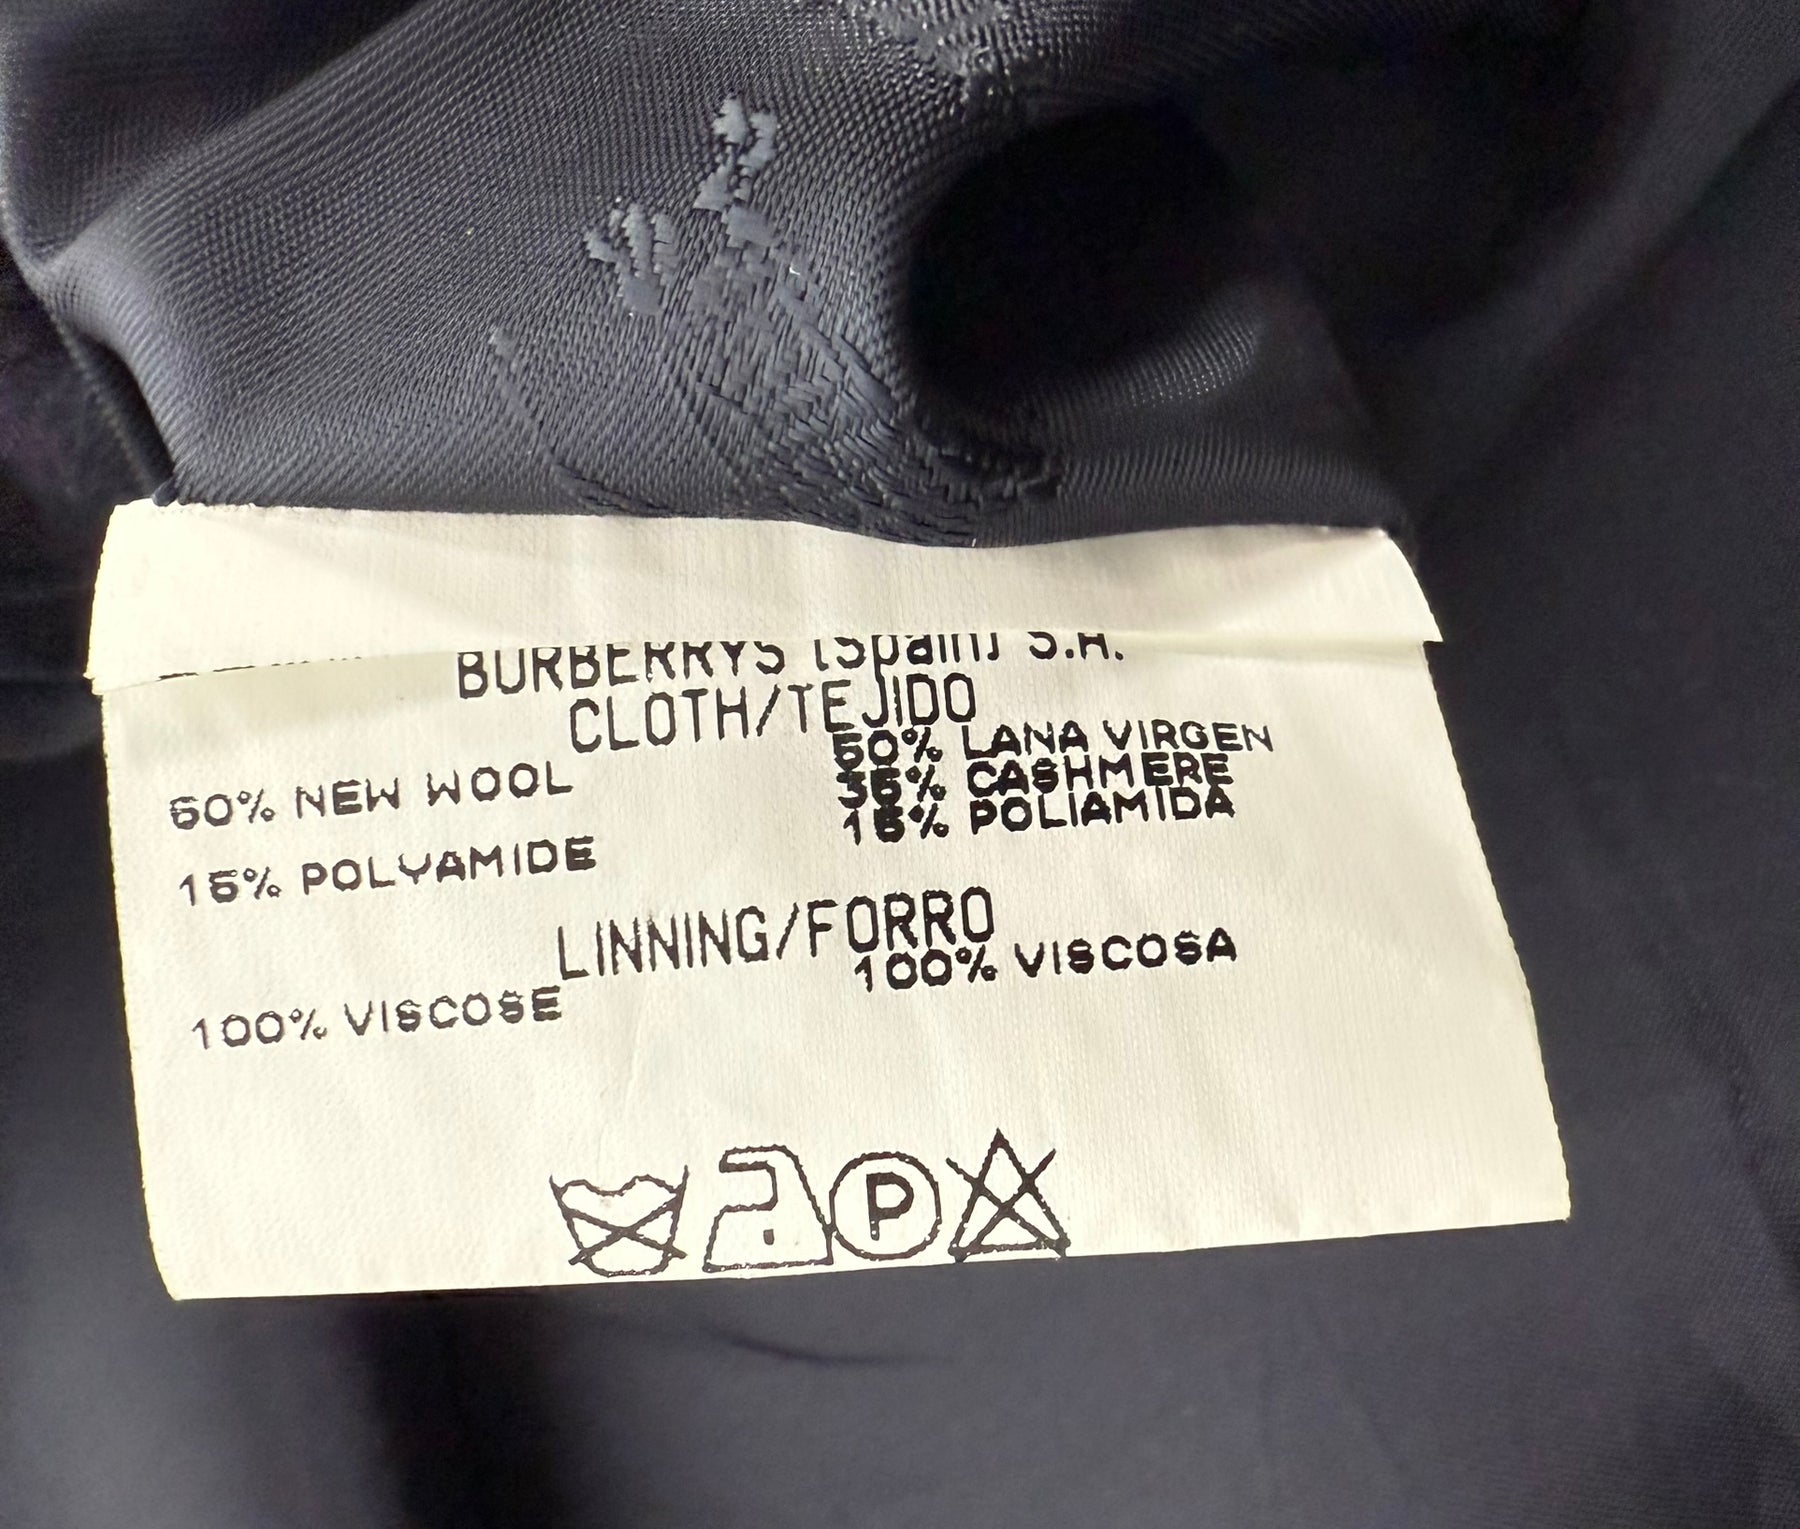 BURBERRYS (Spain) S.A.
CLOTH/TEJIDO
50% LANA VIRGEN
50% NEW WOOL
35% CASHMERE
15% POLIAMIDA
15% POLYAMIDE
LINNING/FORRO
100% VISCOSA
100% VISCOSE
P